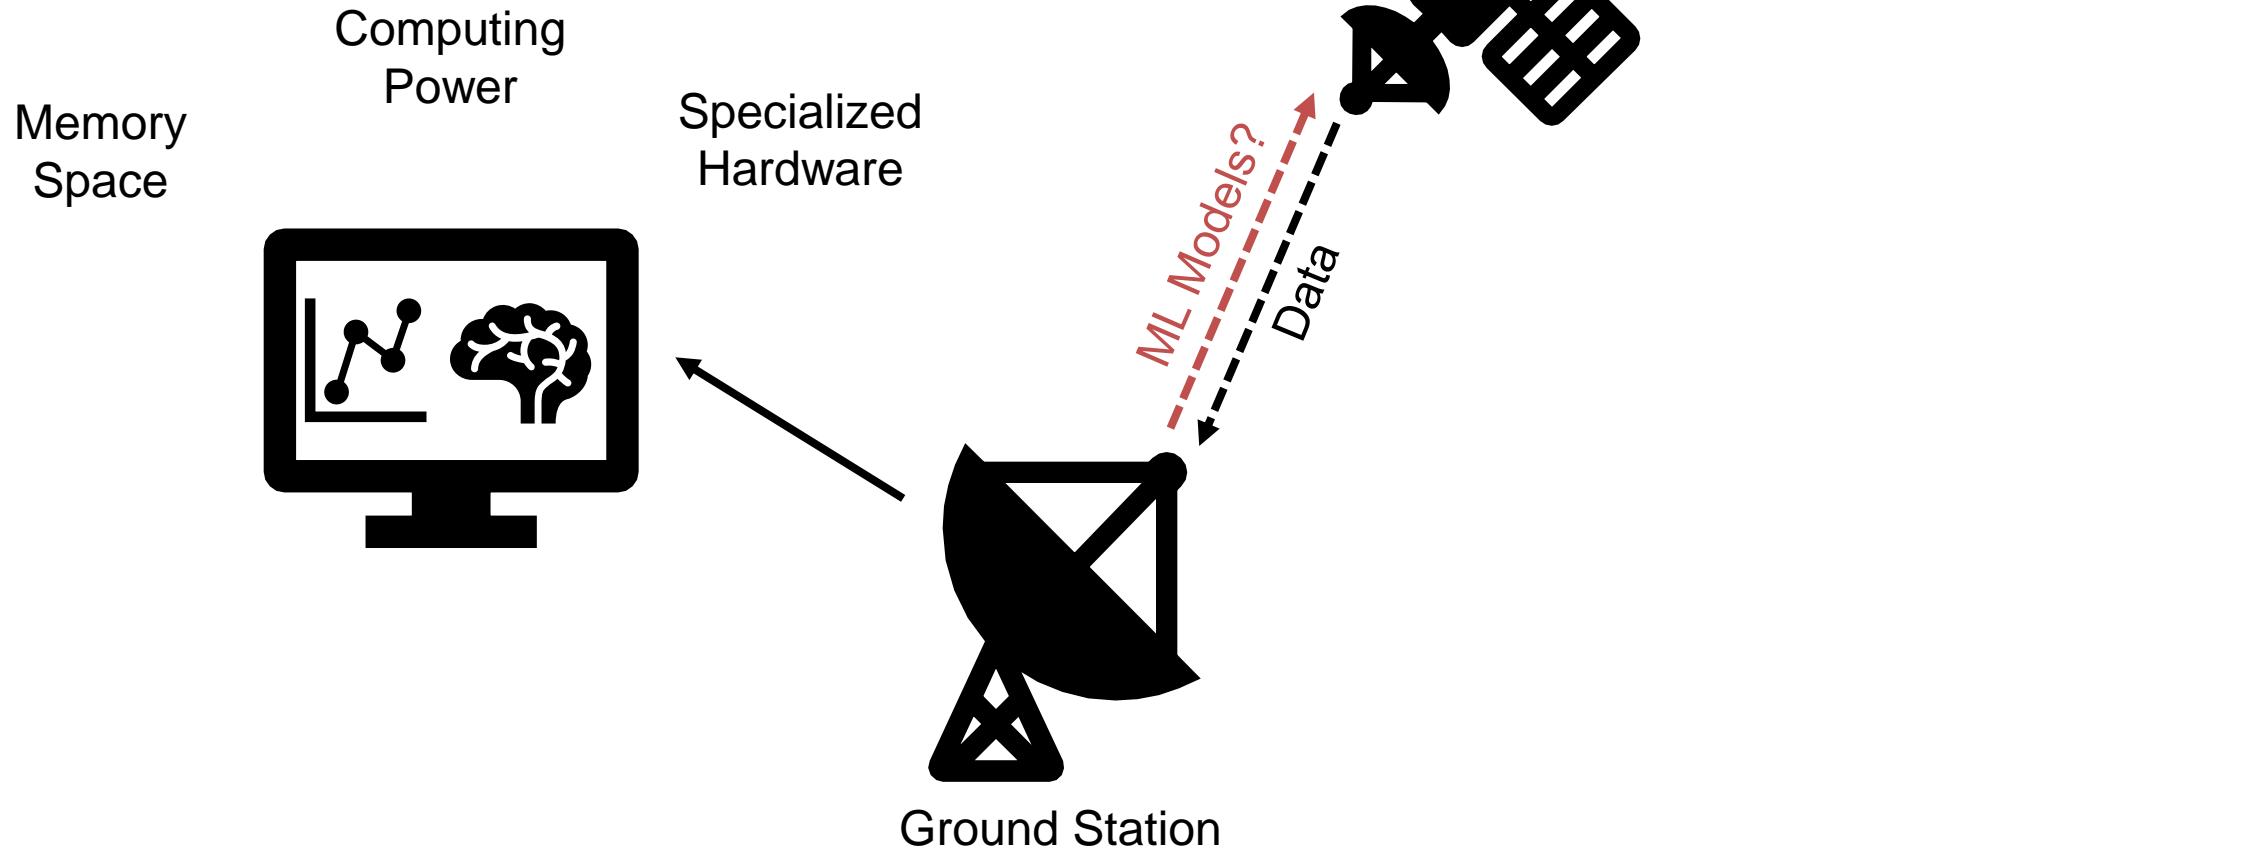 Computing
Power
Memory
Space
Specialized
Hardware
ML Models?
Data
Ground Station